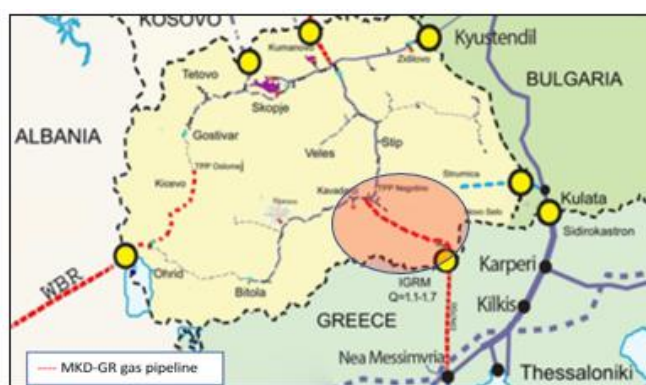 KOSOVO
Kyustendil
Kumanovo
Zidilovo
BULGARIA
Tetovo
Skopje
ALBANIA
Gostivar
Stip
Veles
TPP Oslomej
Kicevo
Strumica
TPP Negotino
Kavadarci
Kulata
Novo Selo
Sidirokastron
WBR
Ohrid
IGRM
Q=1.1-1.7
Bitola
Karperi
GREECE
Kilkis
MKD-GR gas pipeline
Nea Messimvria
Thessaloniki